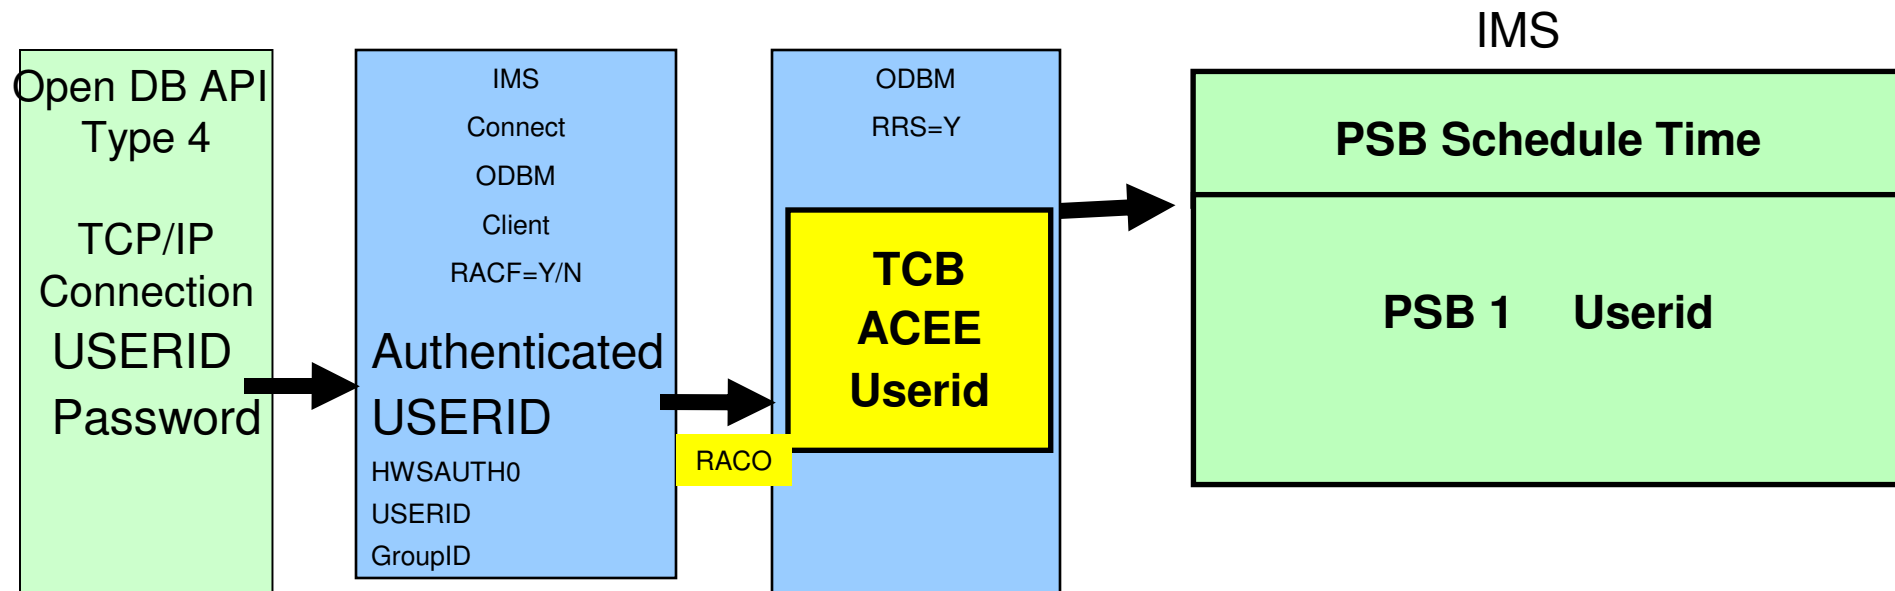 Open DB API
Type 4
TCP/IP
Connection
USERID
Password
IMS
Connect
ODBM
Client
RACF=Y/N
Authenticated
USERID
HWSAUTH0
USERID
GroupID
RACO
ODBM
RRS=Y
TCB
ACEE
Userid
IMS
PSB Schedule Time
PSB 1 Userid